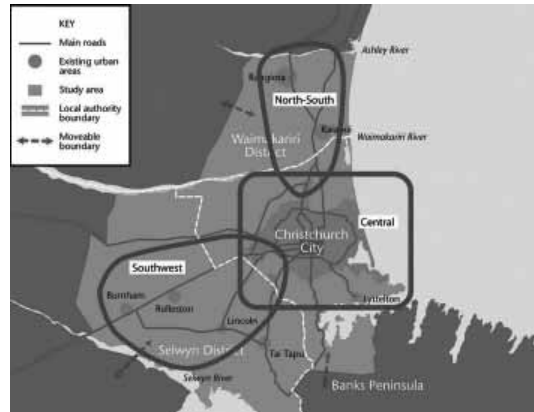 KEY
Main roads
Existing urban
areas
Study area
Local authority
boundary
Moveable
boundary
Ashley River
Rangiora
North-South
Kaiapoi
Waimakariri River
Waimakariri
District
Central
Christchurch
City
Southwest
Burnham
Rolleston
Lyttelton
Lincoln
Selwyn District
Tai Tapu
Selwyn River
Banks Peninsula